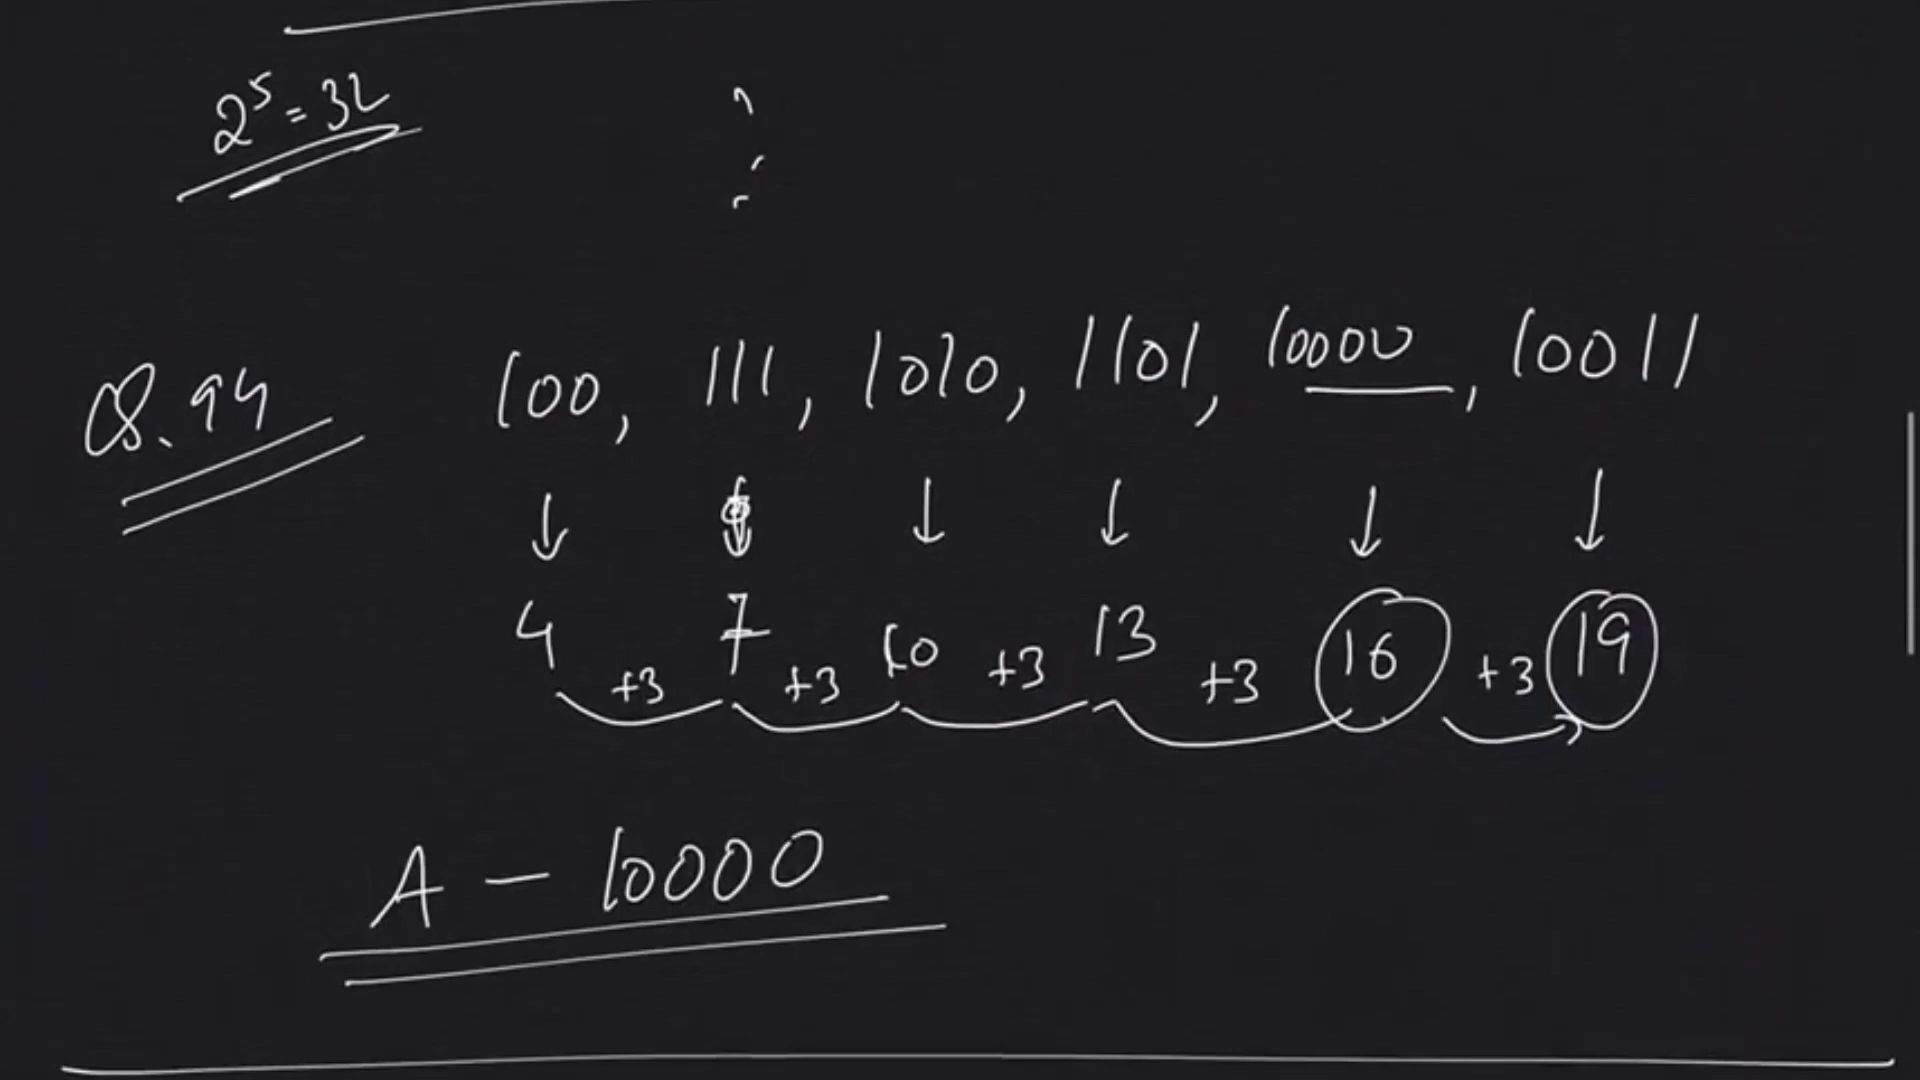 2⁵ = 32
Q. 94 100, 111, 1010, 1101, 10000, 10011
↓ ↓ ↓ ↓ ↓ ↓
4 7 10 13 16 19
+3 +3 +3 +3 +3
A – 10000